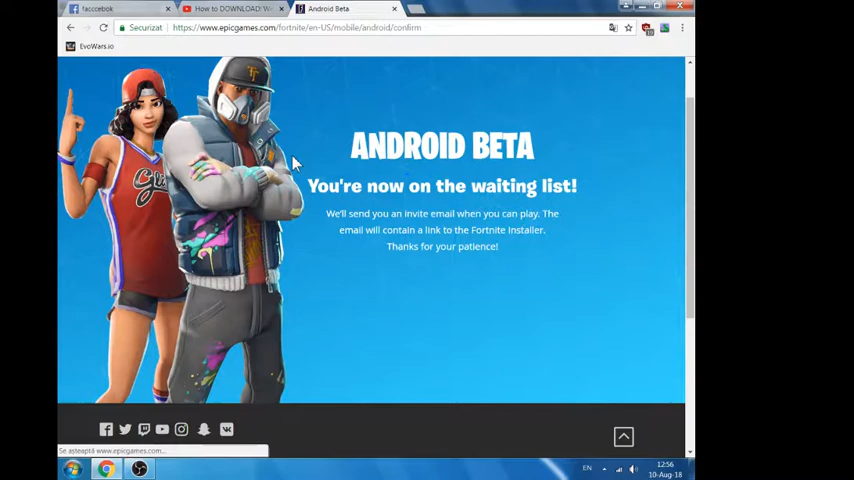 facccebok
How to DOWNLOAD: W
Android Beta
Securizat
https://www.epicgames.com/fortnite/en-US/mobile/android/confirm
EvoWars.io
ANDROID BETA
You're now on the waiting list!
We'll send you an invite email when you can play. The
email will contain a link to the Fortnite Installer.
Thanks for your patience!
Se așteaptă www.epicgames.com...
EN
12:56
10-Aug-18